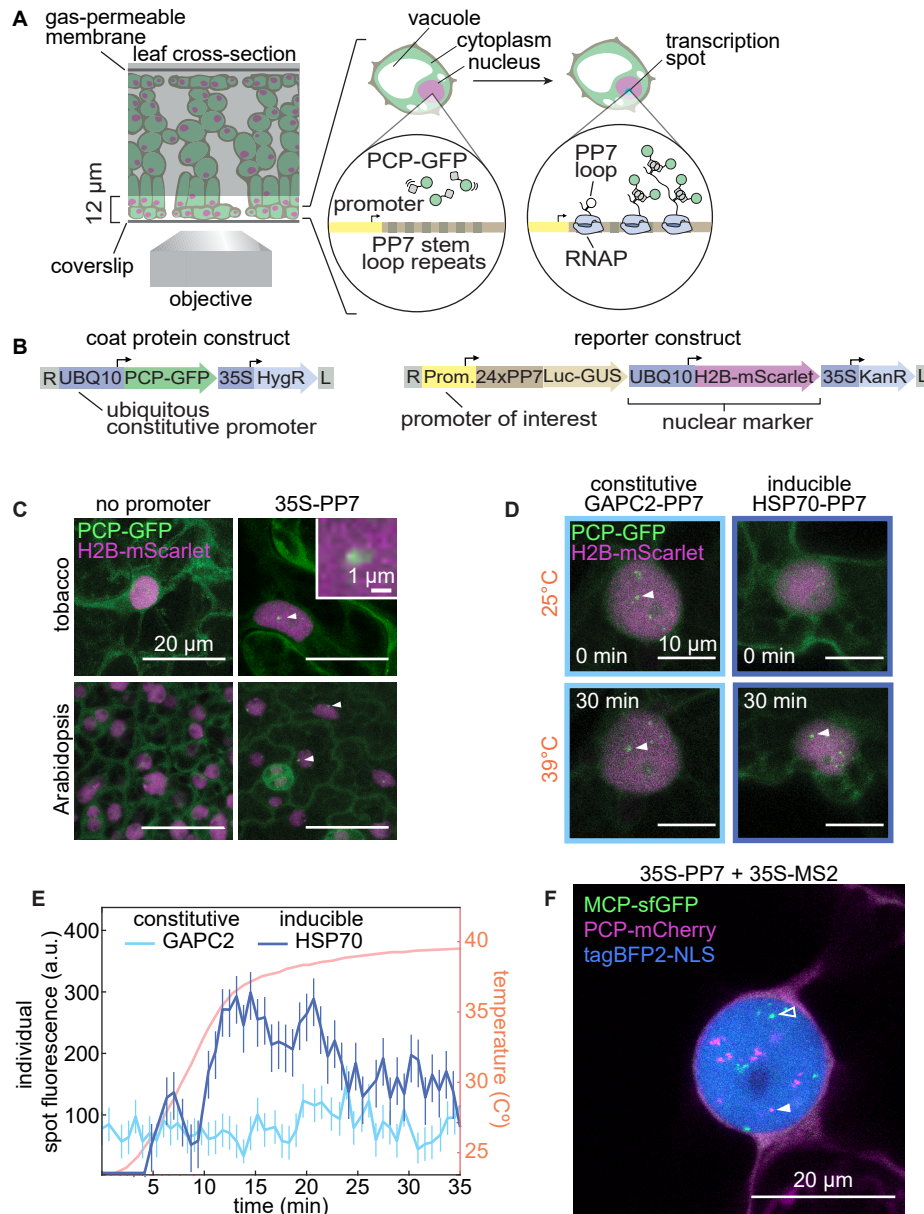 A
gas-permeable
membrane
leaf cross-section
12 µm
coverslip
objective
vacuole
cytoplasm
nucleus
transcription
spot
PCP-GFP
promoter
PP7 stem
loop repeats
PP7
loop
RNAP
B
coat protein construct
R UBQ10 PCP-GFP 35S HygR L
ubiquitous
constitutive promoter
reporter construct
R Prom. 24xPP7 Luc-GUS UBQ10 H2B-mScarlet 35S KanR L
promoter of interest
nuclear marker
C
no promoter
35S-PP7
PCP-GFP
H2B-mScarlet
tobacco
20 µm
1 µm
Arabidopsis
D
constitutive
GAPC2-PP7
inducible
HSP70-PP7
PCP-GFP
H2B-mScarlet
25°C
0 min
10 µm
0 min
39°C
30 min
30 min
E
constitutive
GAPC2
inducible
HSP70
individual
spot fluorescence (a.u.)
400
300
200
100
temperature (C°)
40
35
30
25
5 10 15 20 25 30 35
time (min)
F
35S-PP7 + 35S-MS2
MCP-sfGFP
PCP-mCherry
tagBFP2-NLS
20 µm